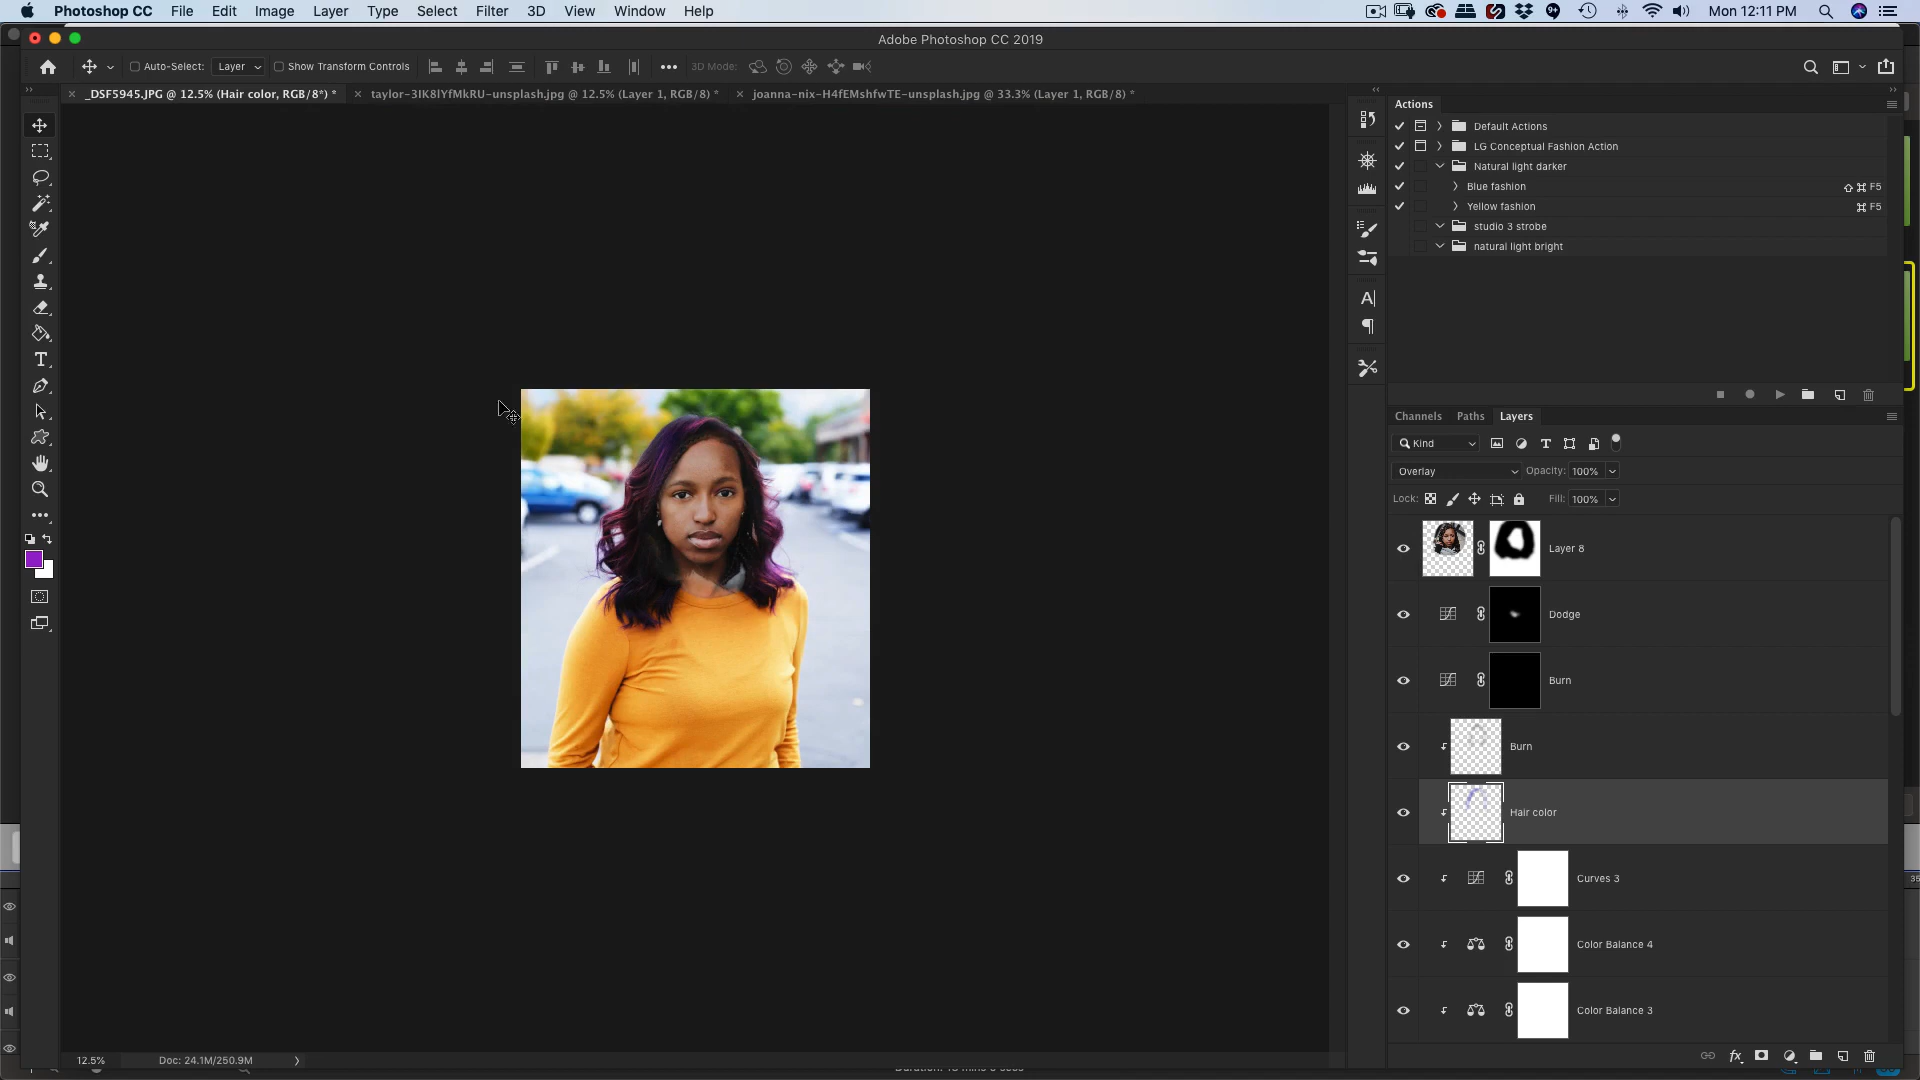 Photoshop CC File Edit Image Layer Type Select Filter 3D View Window Help Mon 12:11 PM
Adobe Photoshop CC 2019
Auto-Select: Layer Show Transform Controls 3D Mode:
_DSF5945.JPG @ 12.5% (Hair color, RGB/8*) * taylor-3IK8lYfMkRU-unsplash.jpg @ 12.5% (Layer 1, RGB/8) * joanna-nix-H4fEMshfwTE-unsplash.jpg @ 33.3% (Layer 1, RGB/8) *
Actions
Default Actions
LG Conceptual Fashion Action
Natural light darker
Blue fashion ⇧⌘F5
Yellow fashion ⌘F5
studio 3 strobe
natural light bright
Channels Paths Layers
Kind
Overlay Opacity: 100%
Lock: Fill: 100%
Layer 8
Dodge
Burn
Burn
Hair color
Curves 3
Color Balance 4
Color Balance 3
12.5% Doc: 24.1M/250.9M